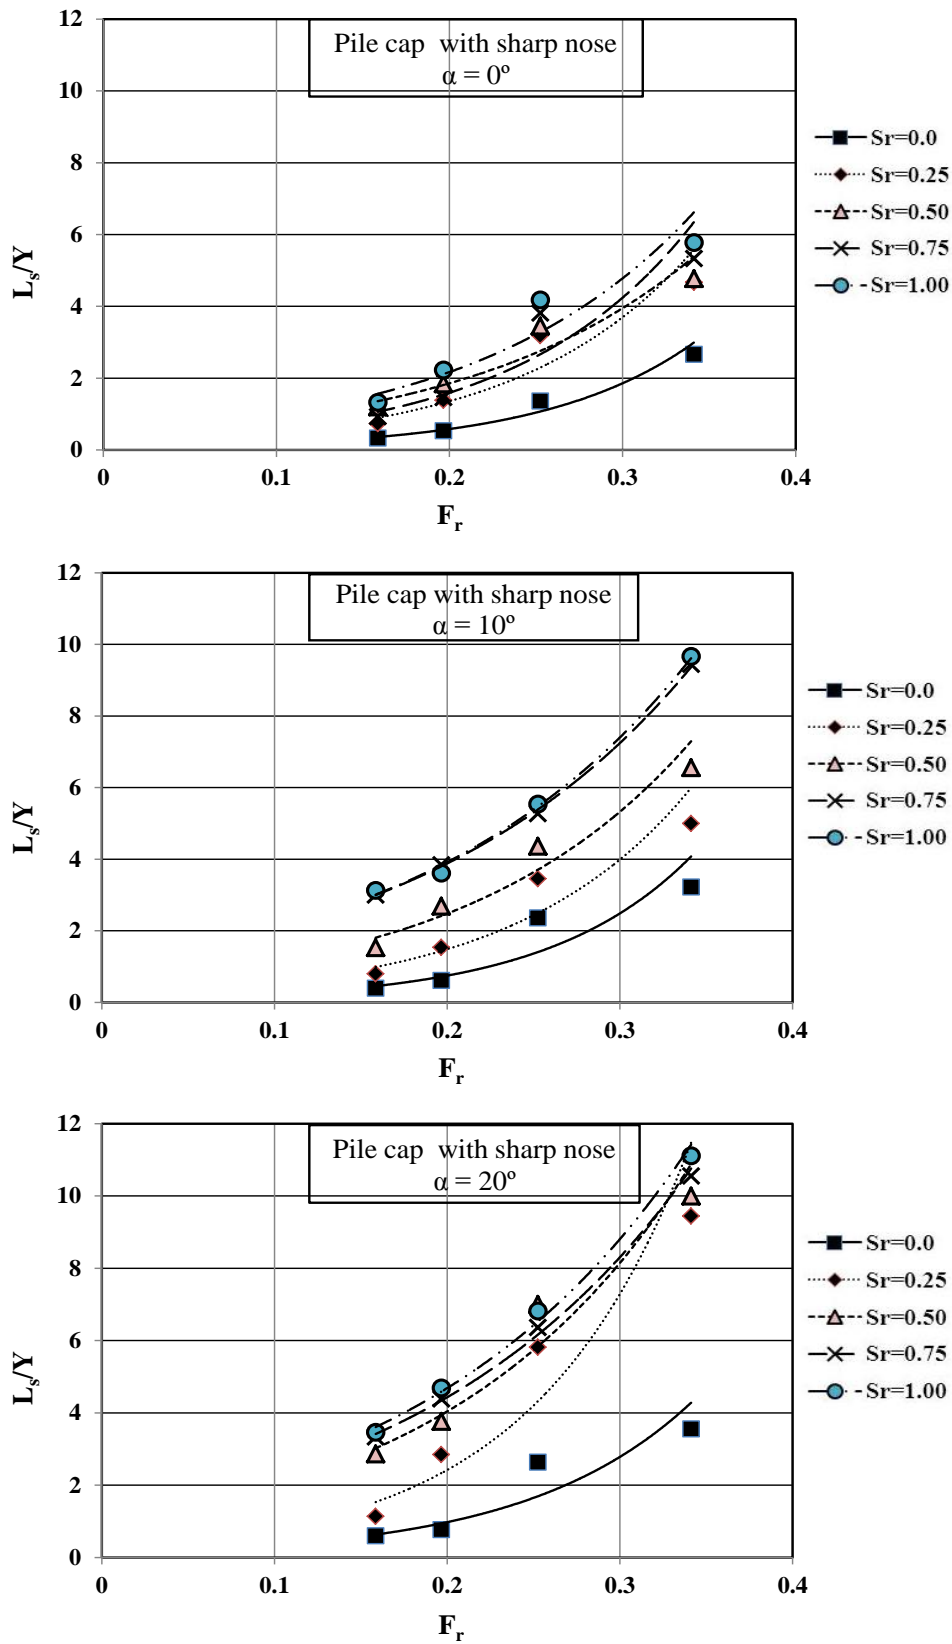 12
10
8
6
4
2
0
Pile cap with sharp nose
α = 0º
Ls/Y
0 0.1 0.2 0.3 0.4
Fr
Sr=0.0
Sr=0.25
Sr=0.50
Sr=0.75
Sr=1.00
12
10
8
6
4
2
0
Pile cap with sharp nose
α = 10º
Ls/Y
0 0.1 0.2 0.3 0.4
Fr
Sr=0.0
Sr=0.25
Sr=0.50
Sr=0.75
Sr=1.00
12
10
8
6
4
2
0
Pile cap with sharp nose
α = 20º
Ls/Y
0 0.1 0.2 0.3 0.4
Fr
Sr=0.0
Sr=0.25
Sr=0.50
Sr=0.75
Sr=1.00